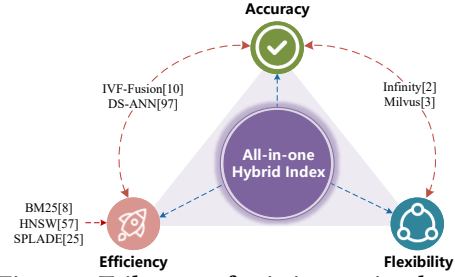 Accuracy
IVF-Fusion[10]
DS-ANN[97]
Infinity[2]
Milvus[3]
All-in-one
Hybrid Index
BM25[8]
HNSW[57]
SPLADE[25]
Efficiency
Flexibility